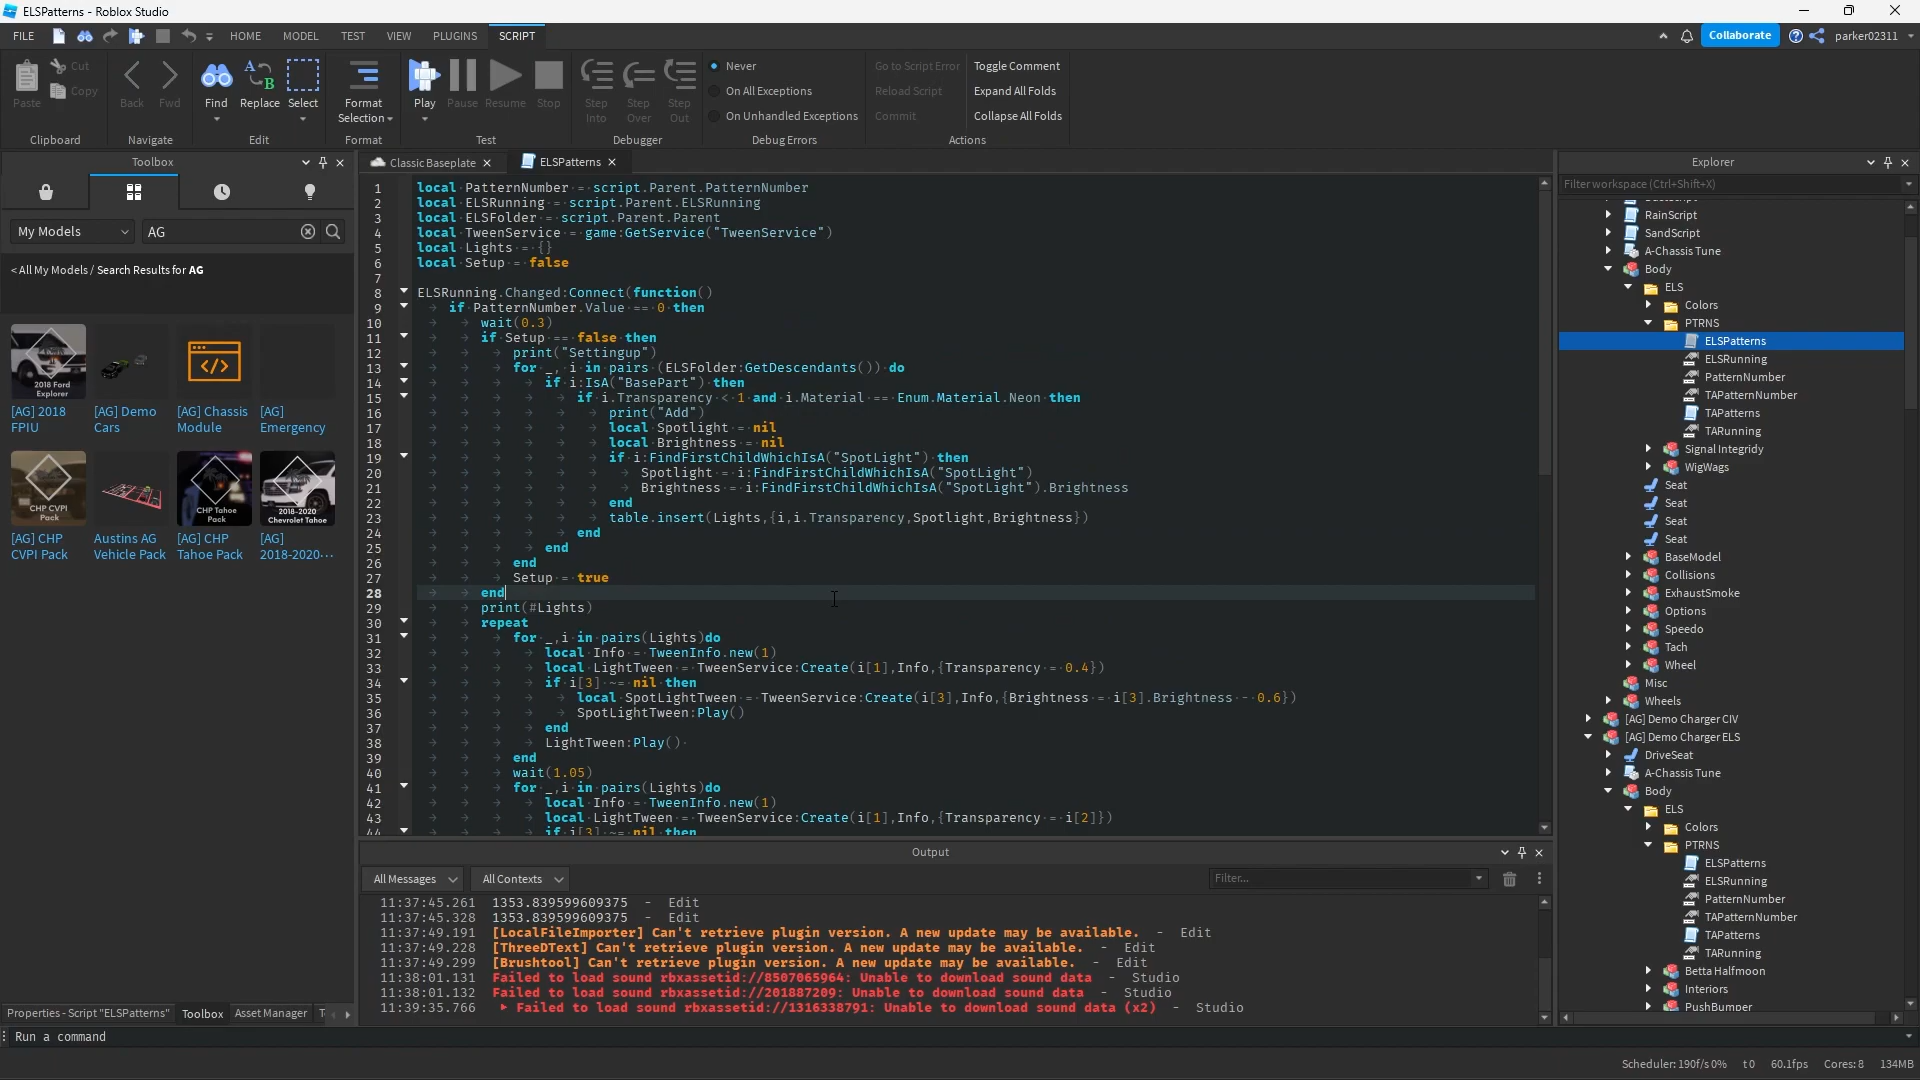 ELSPatterns - Roblox Studio
FILE HOME MODEL TEST VIEW PLUGINS SCRIPT Collaborate parker02311
Paste Cut Copy Back Fwd Find Replace Select Format Selection Play Pause Resume Stop Step Into Step Over Step Out
Never
On All Exceptions
On Unhandled Exceptions
Go to Script Error
Reload Script
Commit
Toggle Comment
Expand All Folds
Collapse All Folds
Clipboard Navigate Edit Format Test Debugger Debug Errors Actions
Toolbox
My Models AG
< All My Models / Search Results for AG
2018 Ford Explorer
[AG] 2018 FPIU
[AG] Demo Cars
[AG] Chassis Module
[AG] Emergency
CHP CVPI Pack
CHP Tahoe Pack
2018-2020 Chevrolet Tahoe
[AG] CHP CVPI Pack
Austins AG Vehicle Pack
[AG] CHP Tahoe Pack
[AG] 2018-2020...
Properties - Script "ELSPatterns" Toolbox Asset Manager
Classic Baseplate ELSPatterns
1 local PatternNumber = script.Parent.PatternNumber
2 local ELSRunning = script.Parent.ELSRunning
3 local ELSFolder = script.Parent.Parent
4 local TweenService = game:GetService("TweenService")
5 local Lights = {}
6 local Setup = false
7
8 ELSRunning.Changed:Connect(function()
9 if PatternNumber.Value == 0 then
10 wait(0.3)
11 if Setup == false then
12 print("Settingup")
13 for _, i in pairs (ELSFolder:GetDescendants()) do
14 if i:IsA("BasePart") then
15 if i.Transparency < 1 and i.Material == Enum.Material.Neon then
16 print("Add")
17 local Spotlight = nil
18 local Brightness = nil
19 if i:FindFirstChildWhichIsA("SpotLight") then
20 Spotlight = i:FindFirstChildWhichIsA("SpotLight")
21 Brightness = i:FindFirstChildWhichIsA("SpotLight").Brightness
22 end
23 table.insert(Lights,{i,i.Transparency,Spotlight,Brightness})
24 end
25 end
26 end
27 Setup = true
28 end
29 print(#Lights)
30 repeat
31 for _,i in pairs(Lights)do
32 local Info = TweenInfo.new(1)
33 local LightTween = TweenService:Create(i[1],Info,{Transparency = 0.4})
34 if i[3] ~= nil then
35 local SpotLightTween = TweenService:Create(i[3],Info,{Brightness = i[3].Brightness - 0.6})
36 SpotLightTween:Play()
37 end
38 LightTween:Play()
39 end
40 wait(1.05)
41 for _,i in pairs(Lights)do
42 local Info = TweenInfo.new(1)
43 local LightTween = TweenService:Create(i[1],Info,{Transparency = i[2]})
44 if i[3] ~= nil then
Output
All Messages All Contexts Filter...
11:37:45.261 1353.839599609375 - Edit
11:37:45.328 1353.839599609375 - Edit
11:37:49.191 [LocalFileImporter] Can't retrieve plugin version. A new update may be available. - Edit
11:37:49.228 [ThreeDText] Can't retrieve plugin version. A new update may be available. - Edit
11:37:49.299 [Brushtool] Can't retrieve plugin version. A new update may be available. - Edit
11:38:01.131 Failed to load sound rbxassetid://8507065964: Unable to download sound data - Studio
11:38:01.132 Failed to load sound rbxassetid://201887209: Unable to download sound data - Studio
11:39:35.766 Failed to load sound rbxassetid://1316338791: Unable to download sound data (x2) - Studio
Explorer
Filter workspace (Ctrl+Shift+X)
RainScript
SandScript
A-Chassis Tune
Body
ELS
Colors
PTRNS
ELSPatterns
ELSRunning
PatternNumber
TAPatternNumber
TAPatterns
TARunning
Signal Integridy
WigWags
Seat
Seat
Seat
Seat
BaseModel
Collisions
ExhaustSmoke
Options
Speedo
Tach
Wheel
Misc
Wheels
[AG] Demo Charger CIV
[AG] Demo Charger ELS
DriveSeat
A-Chassis Tune
Body
ELS
Colors
PTRNS
ELSPatterns
ELSRunning
PatternNumber
TAPatternNumber
TAPatterns
TARunning
Betta Halfmoon
Interiors
PushBumper
Run a command
Scheduler:190f/s 0% t0 60.1fps Cores: 8 134MB